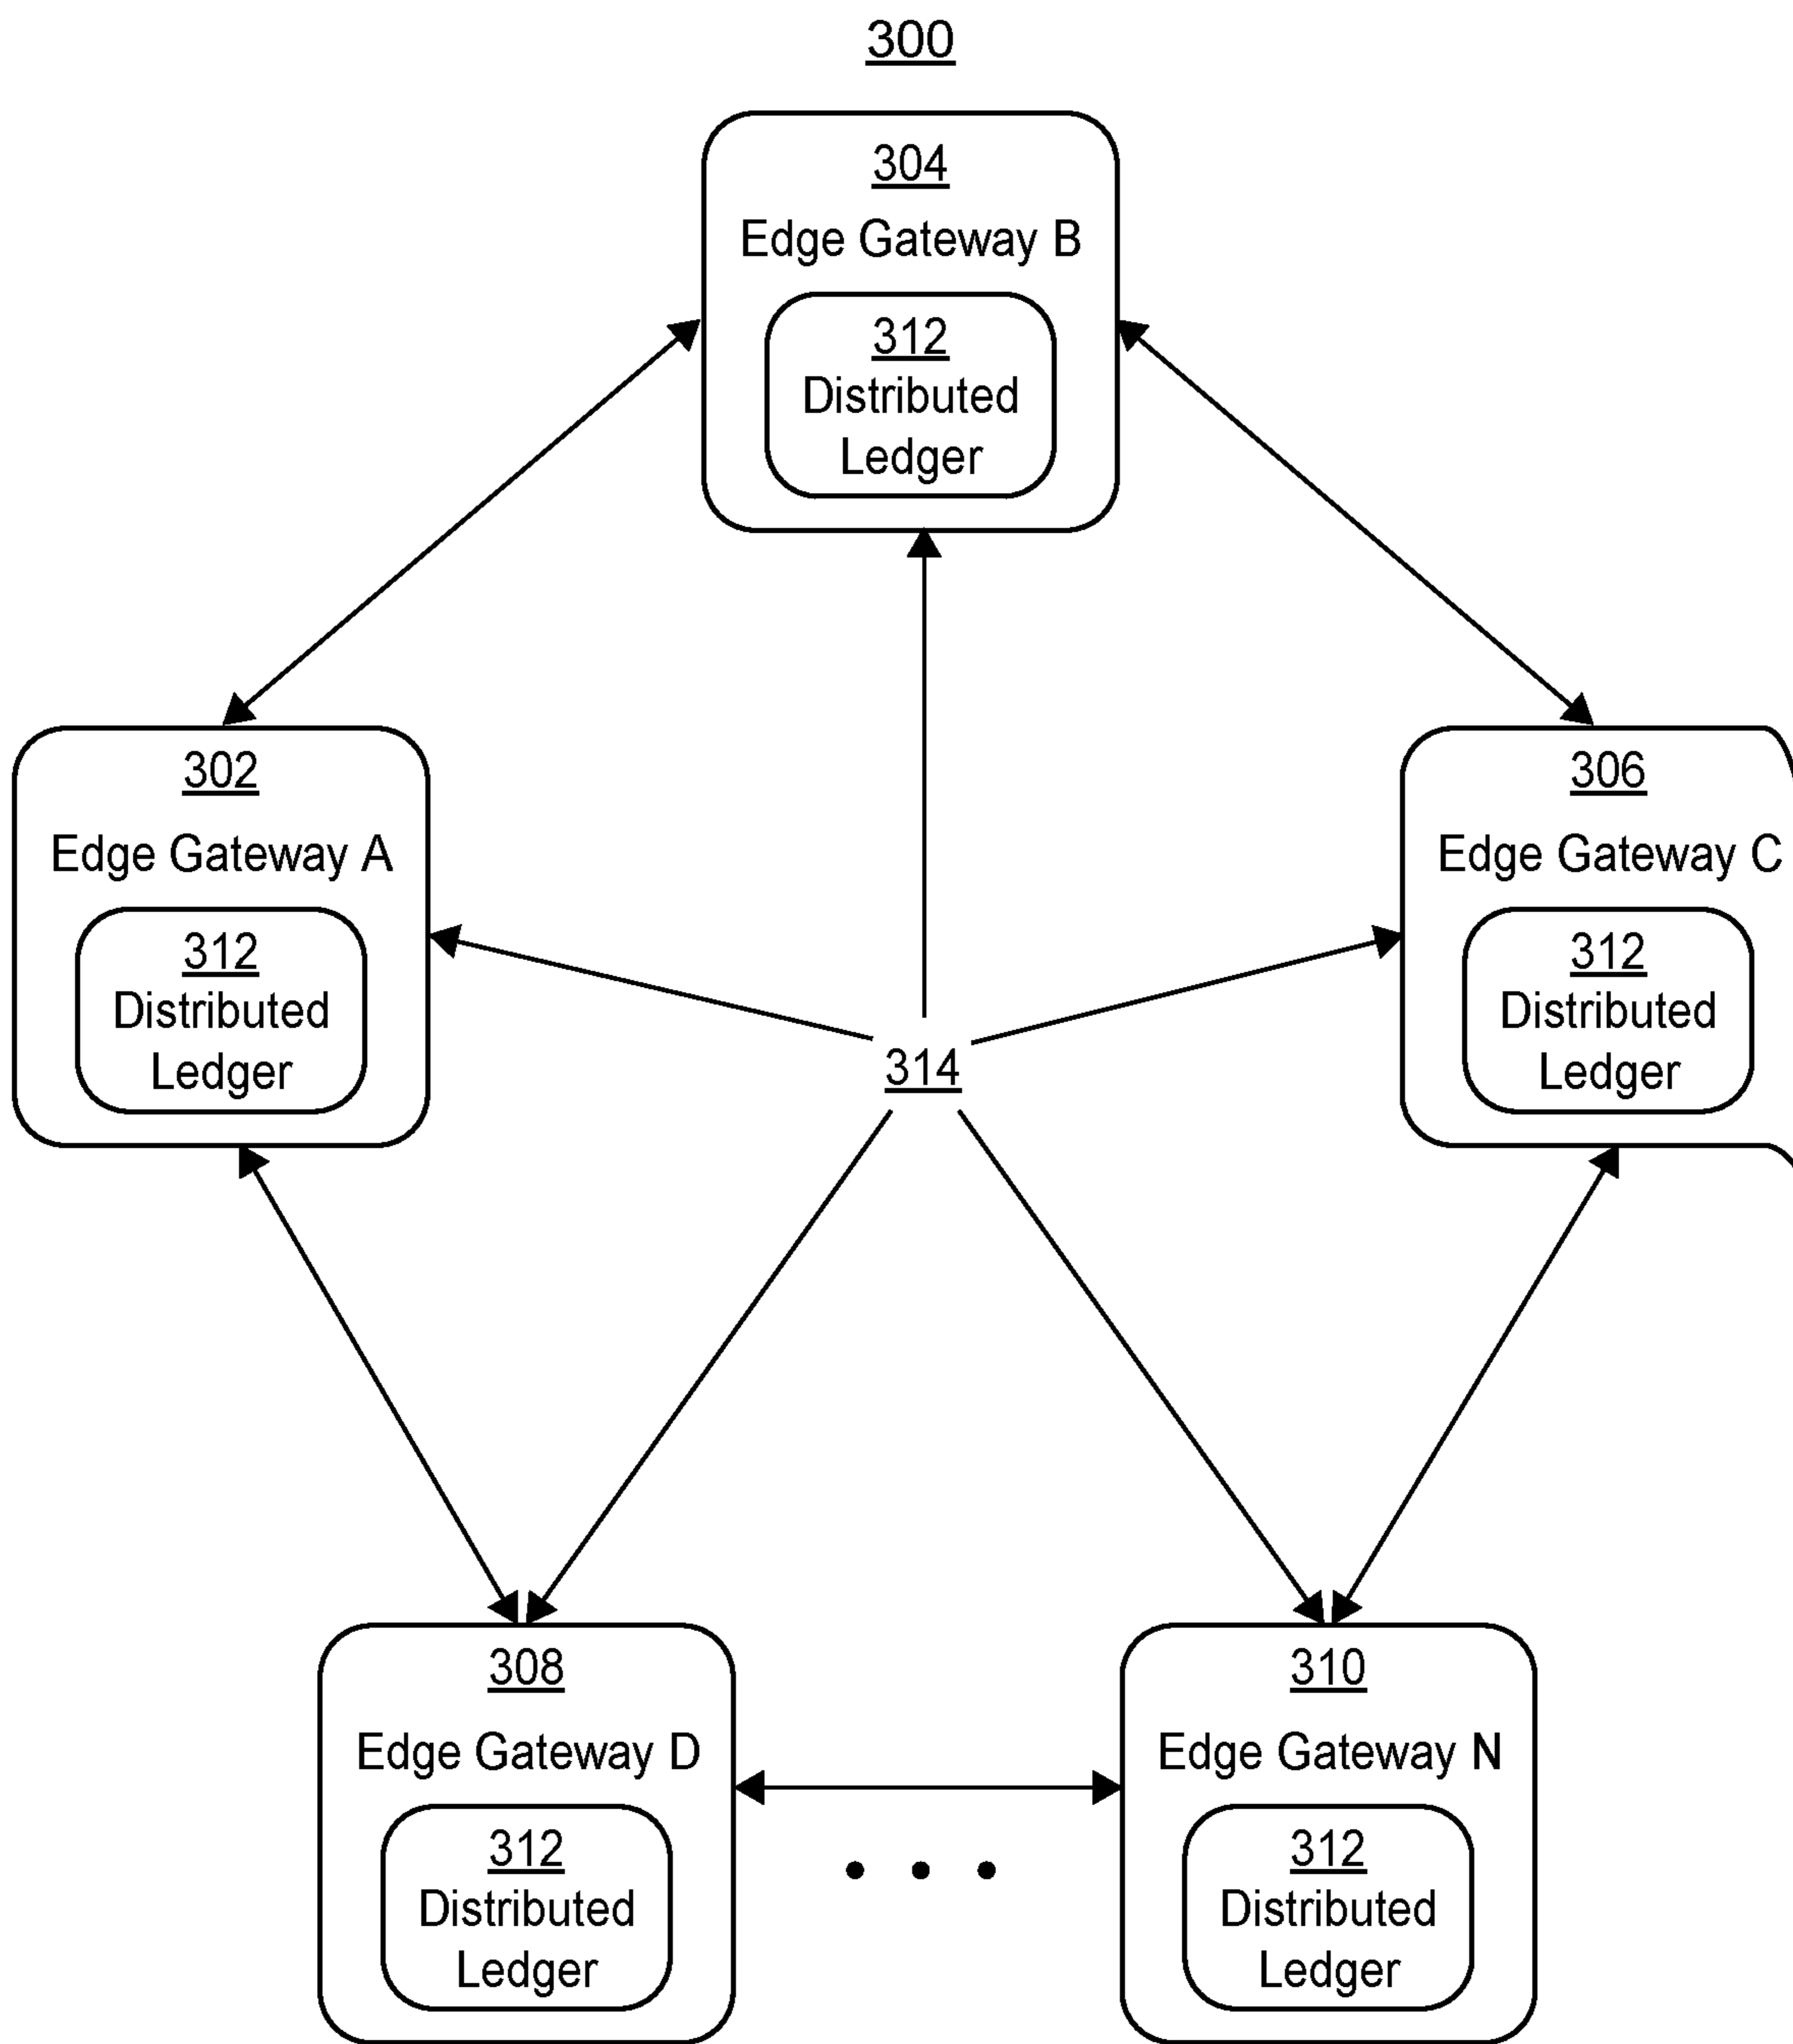 300
304
Edge Gateway B
312
Distributed
Ledger
302
Edge Gateway A
312
Distributed
Ledger
306
Edge Gateway C
312
Distributed
Ledger
314
308
Edge Gateway D
312
Distributed
Ledger
310
Edge Gateway N
312
Distributed
Ledger